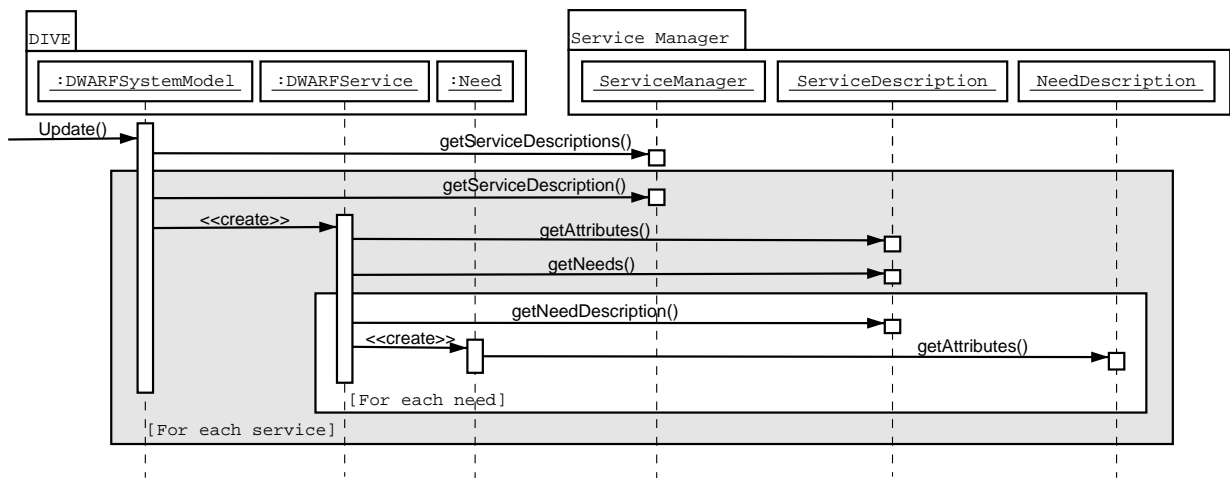 DIVE
Service Manager
:DWARFSystemModel
:DWARFService
:Need
ServiceManager
ServiceDescription
NeedDescription
Update()
getServiceDescriptions()
getServiceDescription()
<<create>>
getAttributes()
getNeeds()
getNeedDescription()
<<create>>
getAttributes()
[For each need]
[For each service]